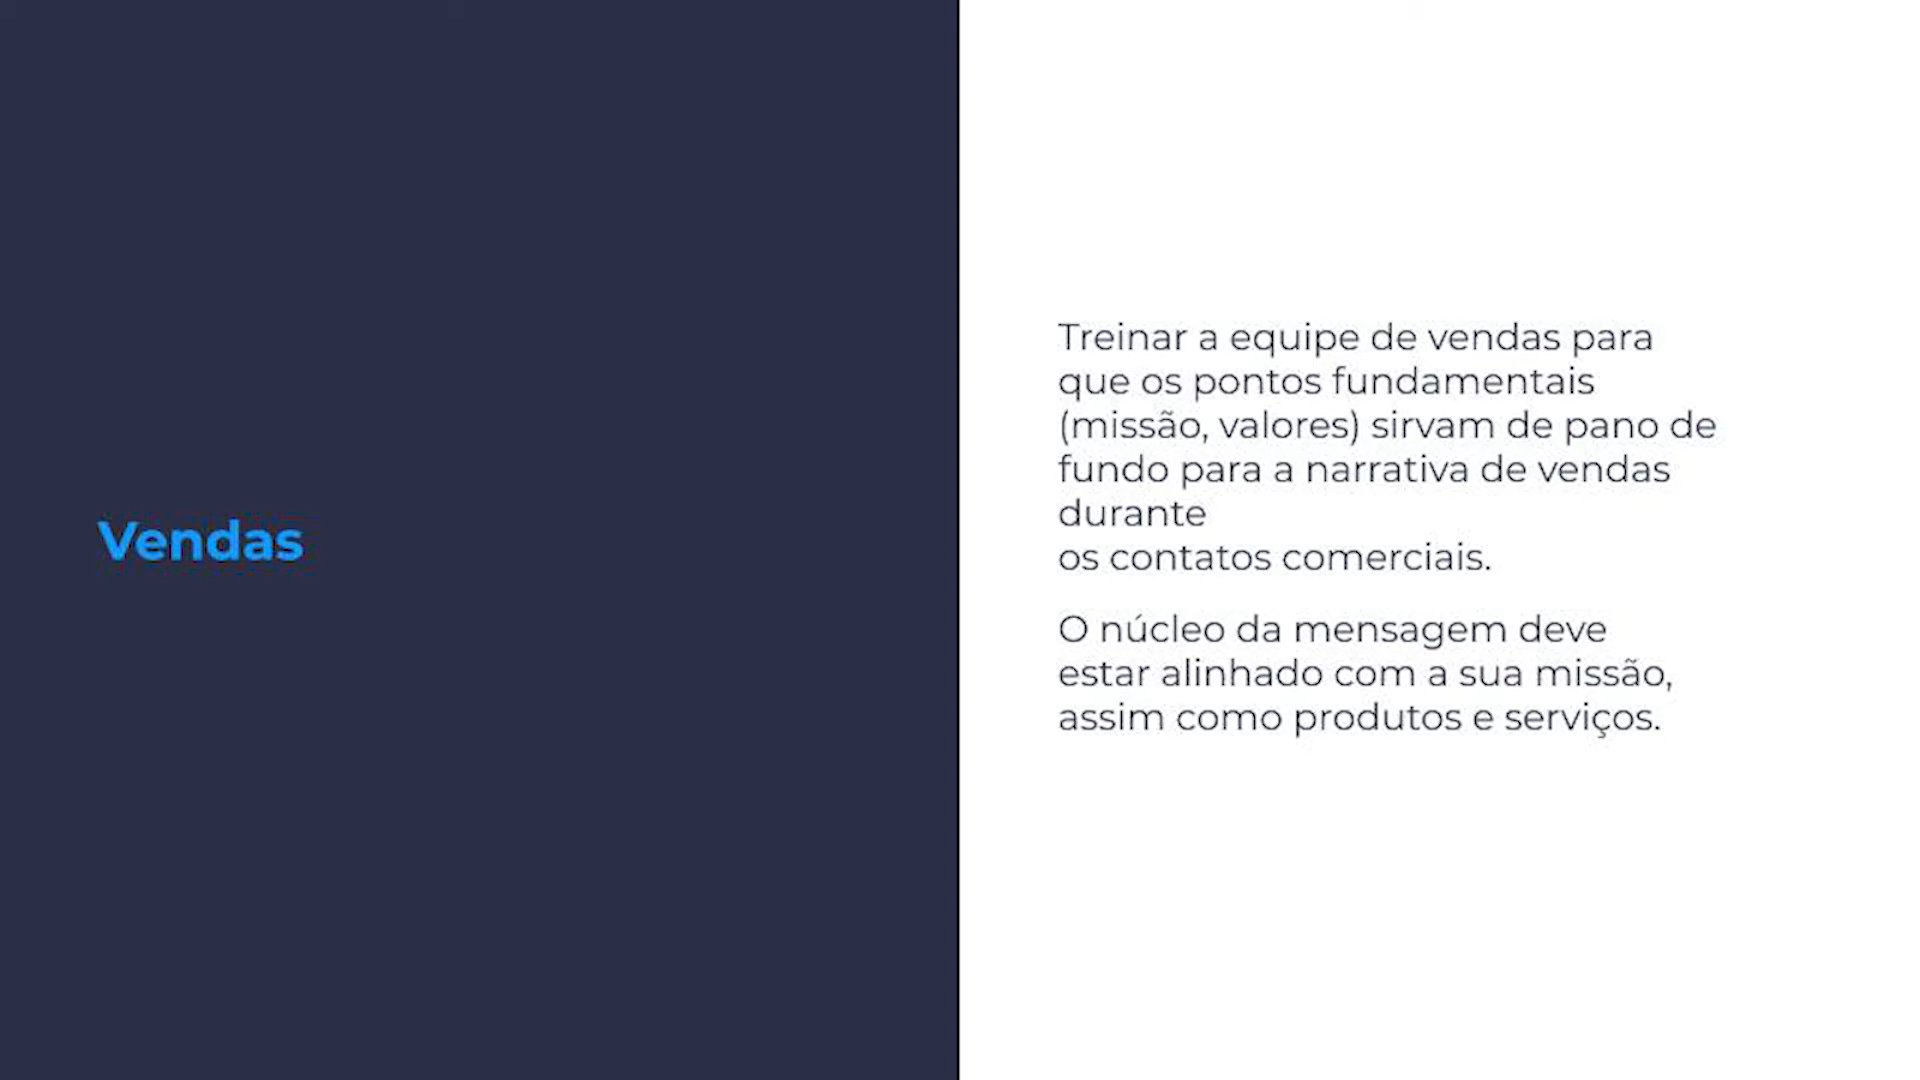 Vendas
Treinar a equipe de vendas para
que os pontos fundamentais
(missão, valores) sirvam de pano de
fundo para a narrativa de vendas
durante
os contatos comerciais.
O núcleo da mensagem deve
estar alinhado com a sua missão,
assim como produtos e serviços.